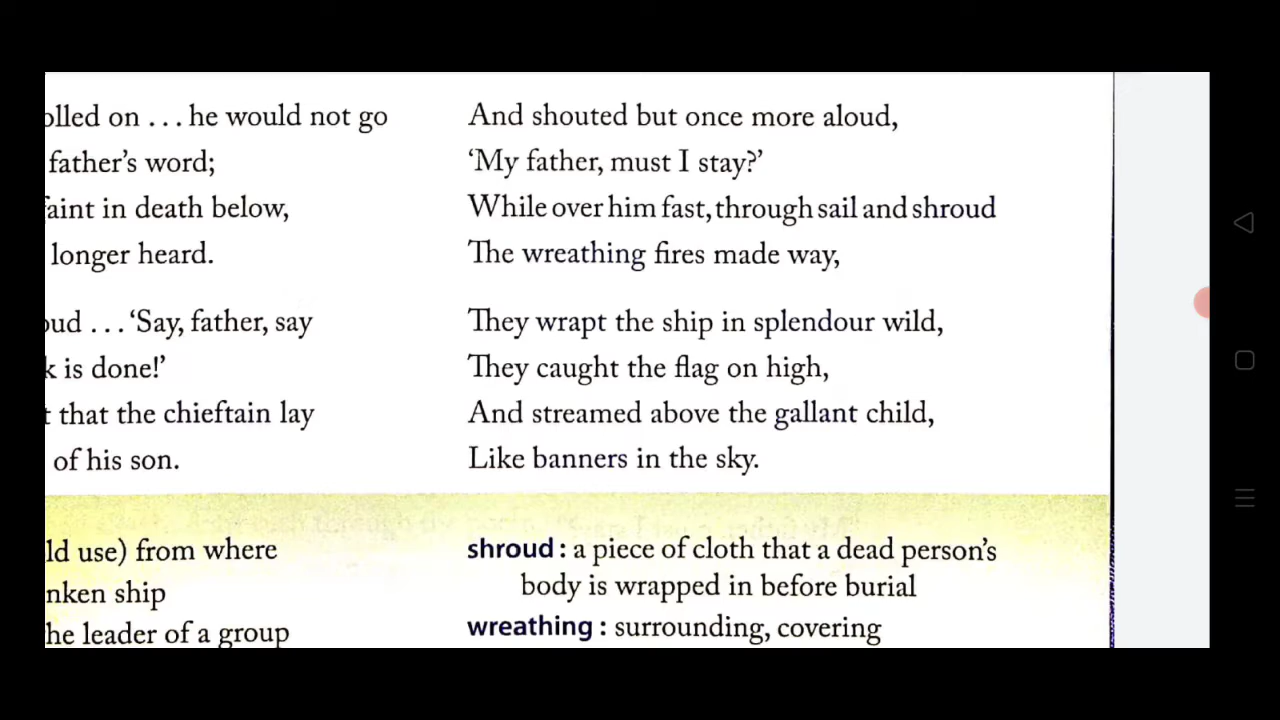 olled on . . . he would not go
father's word;
faint in death below,
longer heard.
oud . . . 'Say, father, say
k is done!'
t that the chieftain lay
of his son.
And shouted but once more aloud,
'My father, must I stay?'
While over him fast, through sail and shroud
The wreathing fires made way,
They wrapt the ship in splendour wild,
They caught the flag on high,
And streamed above the gallant child,
Like banners in the sky.
ld use) from where
nken ship
he leader of a group
shroud : a piece of cloth that a dead person's
body is wrapped in before burial
wreathing : surrounding, covering